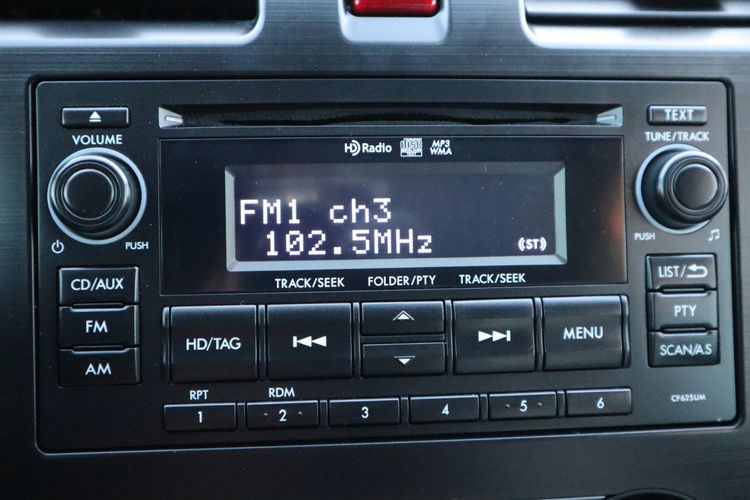 VOLUME
TEXT
TUNE/TRACK
HD Radio
MP3
WMA
FM1 ch3
102.5MHz
(ST)
PUSH
PUSH
TRACK/SEEK
FOLDER/PTY
TRACK/SEEK
CD/AUX
FM
AM
HD/TAG
MENU
LIST/
PTY
SCAN/A.S
RPT
RDM
1
2
3
4
5
6
CF625UM